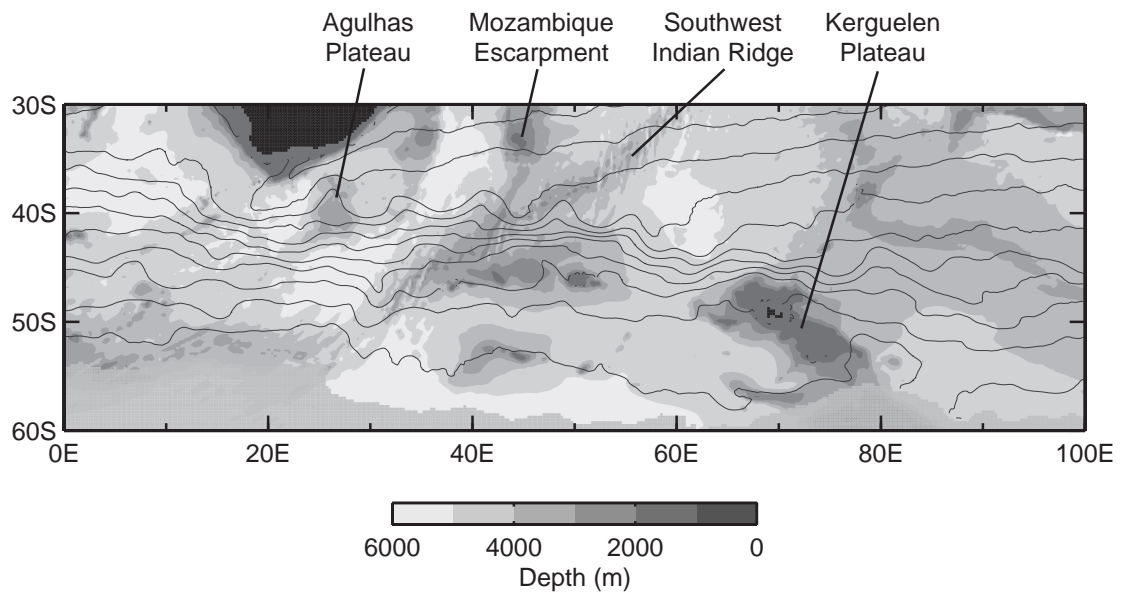 Agulhas
Plateau
Mozambique
Escarpment
Southwest
Indian Ridge
Kerguelen
Plateau
30S
40S
50S
60S
0E 20E 40E 60E 80E 100E
6000 4000 2000 0
Depth (m)